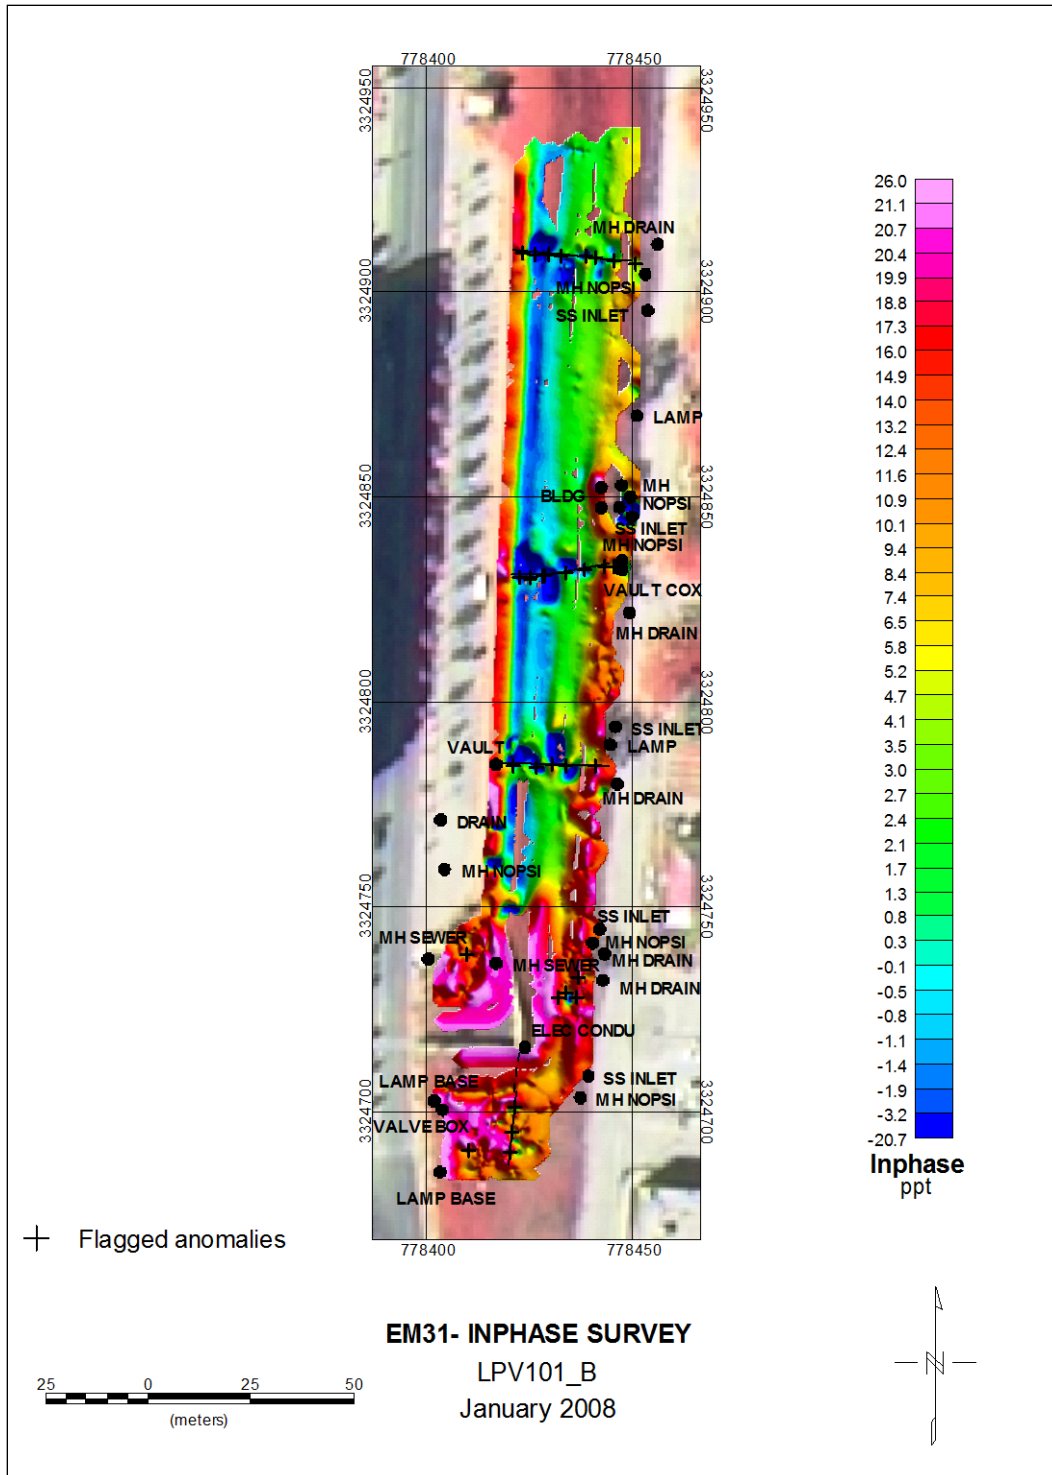 778400 778450
3324950 3324950
MH DRAIN
3324900 MH NOPSI 3324900
SS INLET
LAMP
MH
3324850 BLDG NOPSI 3324850
SS INLET
MH NOPSI
VAULT COX
MH DRAIN
3324800 3324800
SS INLET
VAULT LAMP
MH DRAIN
DRAIN
MH NOPSI
3324750 3324750
SS INLET
MH SEWER MH NOPSI
MH SEWER MH DRAIN
MH DRAIN
ELEC CONDU
LAMP BASE SS INLET
MH NOPSI
3324700 VALVE BOX 3324700
LAMP BASE
778400 778450
26.0
21.1
20.7
20.4
19.9
18.8
17.3
16.0
14.9
14.0
13.2
12.4
11.6
10.9
10.1
9.4
8.4
7.4
6.5
5.8
5.2
4.7
4.1
3.5
3.0
2.7
2.4
2.1
1.7
1.3
0.8
0.3
-0.1
-0.5
-0.8
-1.1
-1.4
-1.9
-3.2
-20.7
Inphase
ppt
Flagged anomalies
EM31- INPHASE SURVEY
LPV101_B
January 2008
25 0 25 50
(meters)
N